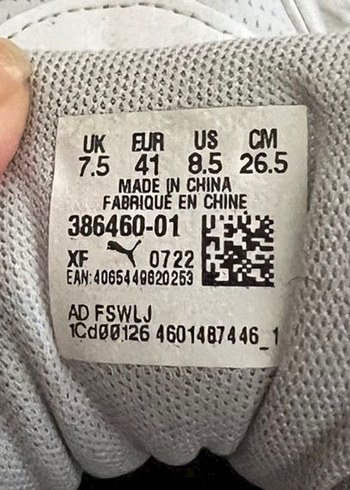 UK EUR US CM
7.5 41 8.5 26.5
MADE IN CHINA
FABRIQUÉ EN CHINE
386460-01
XF 0722
EAN:4065449820253
AD FSWLJ
1Cd00126 4601487446_1